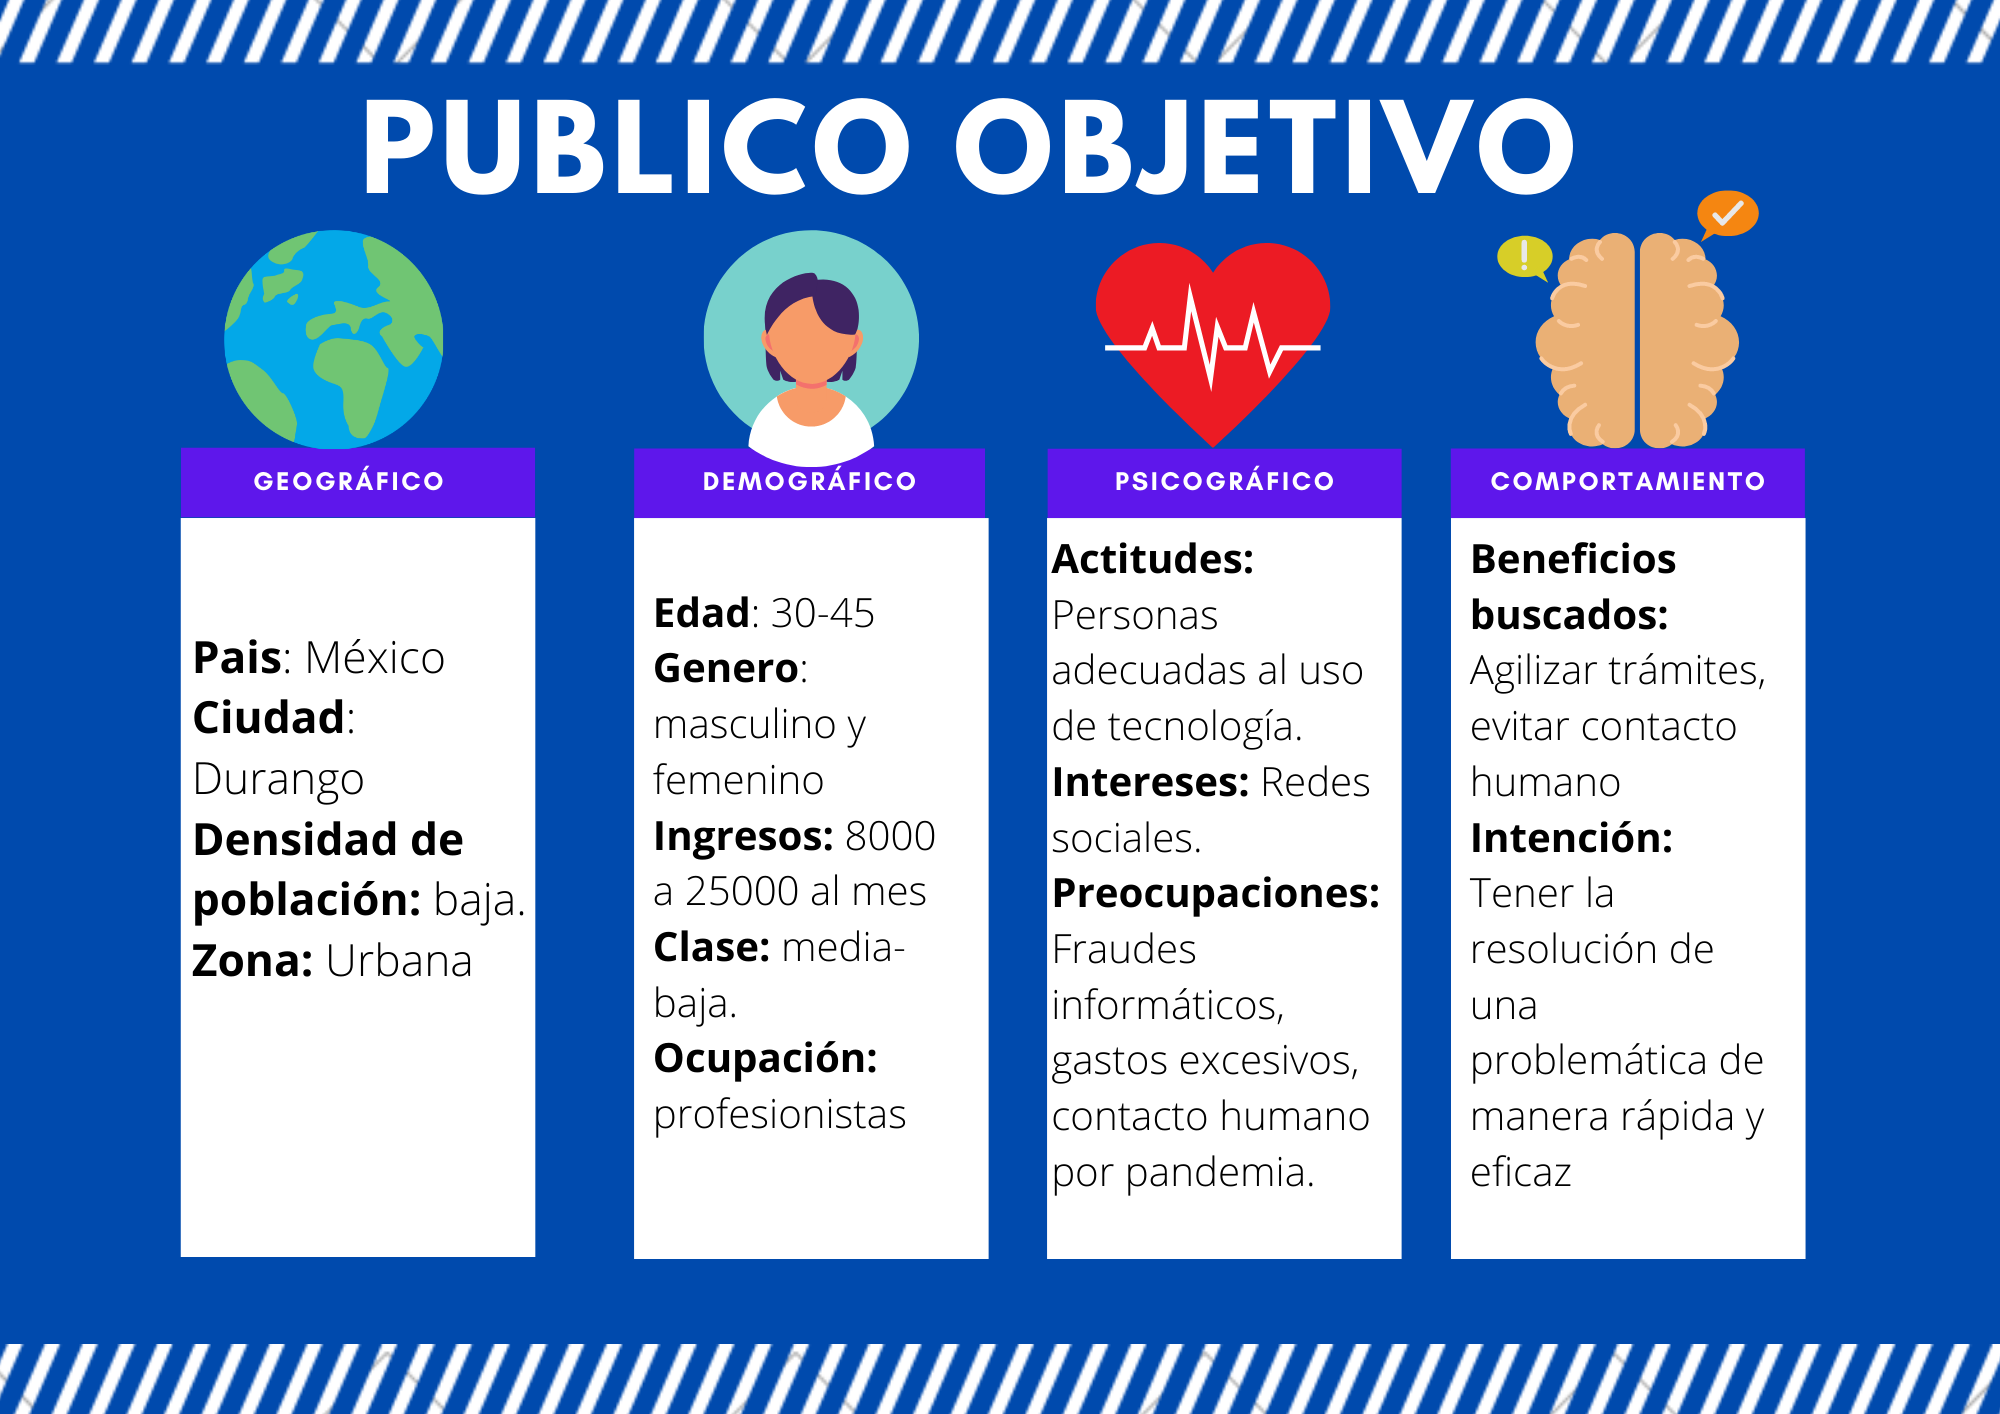 PUBLICO OBJETIVO
GEOGRÁFICO
Pais: México
Ciudad:
Durango
Densidad de
población: baja.
Zona: Urbana
DEMOGRÁFICO
Edad: 30-45
Genero:
masculino y
femenino
Ingresos: 8000
a 25000 al mes
Clase: media-
baja.
Ocupación:
profesionistas
PSICOGRÁFICO
Actitudes:
Personas
adecuadas al uso
de tecnología.
Intereses: Redes
sociales.
Preocupaciones:
Fraudes
informáticos,
gastos excesivos,
contacto humano
por pandemia.
COMPORTAMIENTO
Beneficios
buscados:
Agilizar trámites,
evitar contacto
humano
Intención:
Tener la
resolución de
una
problemática de
manera rápida y
eficaz